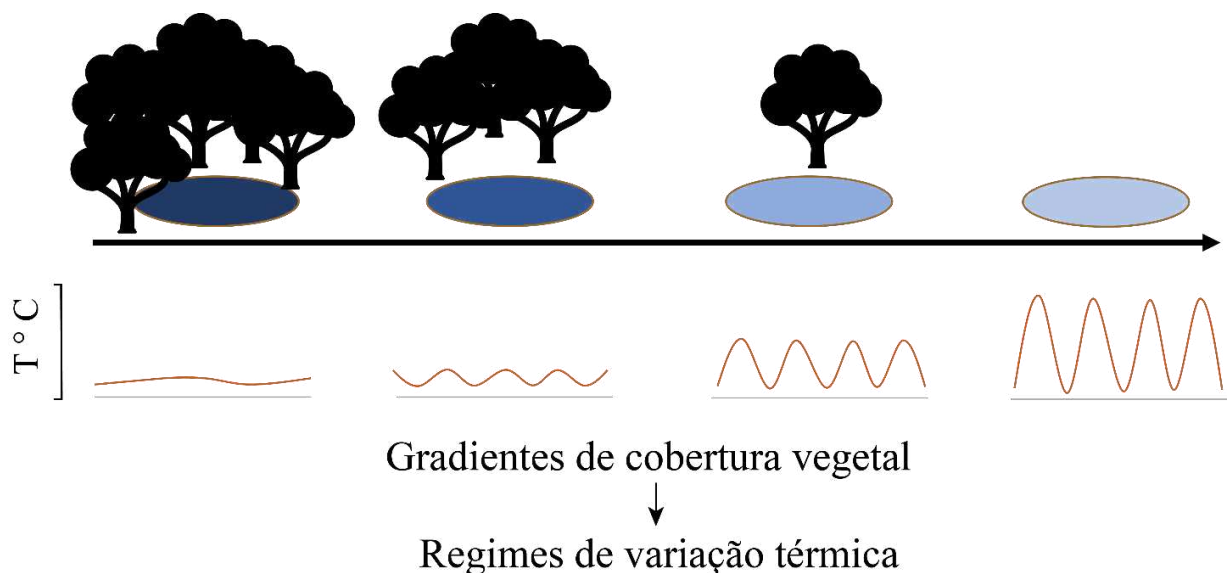 T ° C
Gradientes de cobertura vegetal
Regimes de variação térmica